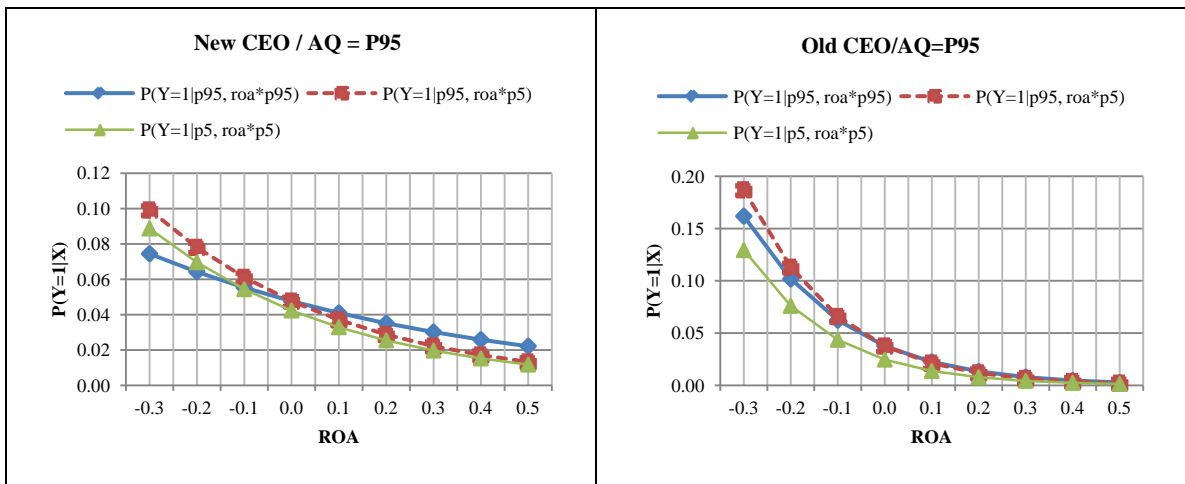 New CEO / AQ = P95
P(Y=1|p95, roa*p95) P(Y=1|p95, roa*p5)
P(Y=1|p5, roa*p5)
P(Y=1|X)
0.12
0.10
0.08
0.06
0.04
0.02
0.00
-0.3 -0.2 -0.1 0.0 0.1 0.2 0.3 0.4 0.5
ROA
Old CEO/AQ=P95
P(Y=1|p95, roa*p95) P(Y=1|p95, roa*p5)
P(Y=1|p5, roa*p5)
P(Y=1|X)
0.20
0.15
0.10
0.05
0.00
-0.3 -0.2 -0.1 0.0 0.1 0.2 0.3 0.4 0.5
ROA